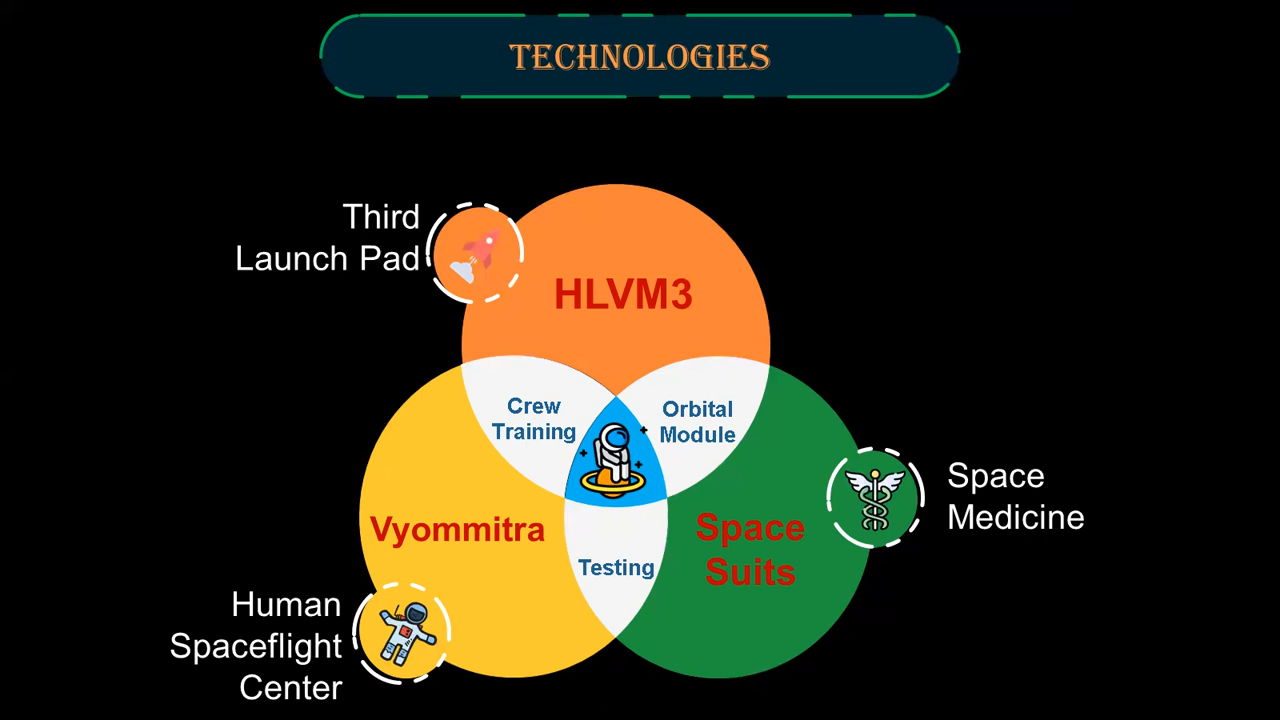 TECHNOLOGIES
Third
Launch Pad
HLVM3
Crew
Training
Orbital
Module
Vyommitra
Space
Suits
Testing
Space
Medicine
Human
Spaceflight
Center